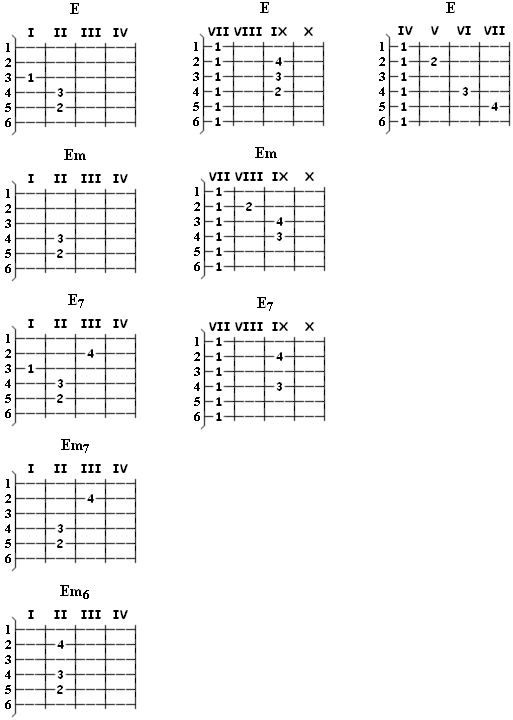 E E E
I II III IV VII VIII IX X IV V VI VII
1 1 1 1 1
2 2 1 4 2 1 2
3 1 3 1 3 3 1
4 3 4 1 2 4 1 3
5 2 5 1 5 1 4
6 6 1 6 1
Em Em
I II III IV VII VIII IX X
1 1 1
2 2 1 2
3 3 1 4
4 3 4 1 3
5 2 5 1
6 6 1
E7 E7
I II III IV VII VIII IX X
1 1 1
2 4 2 1 4
3 1 3 1
4 3 4 1 3
5 2 5 1
6 6 1
Em7
I II III IV
1
2 4
3
4 3
5 2
6
Em6
I II III IV
1
2 4
3
4 3
5 2
6